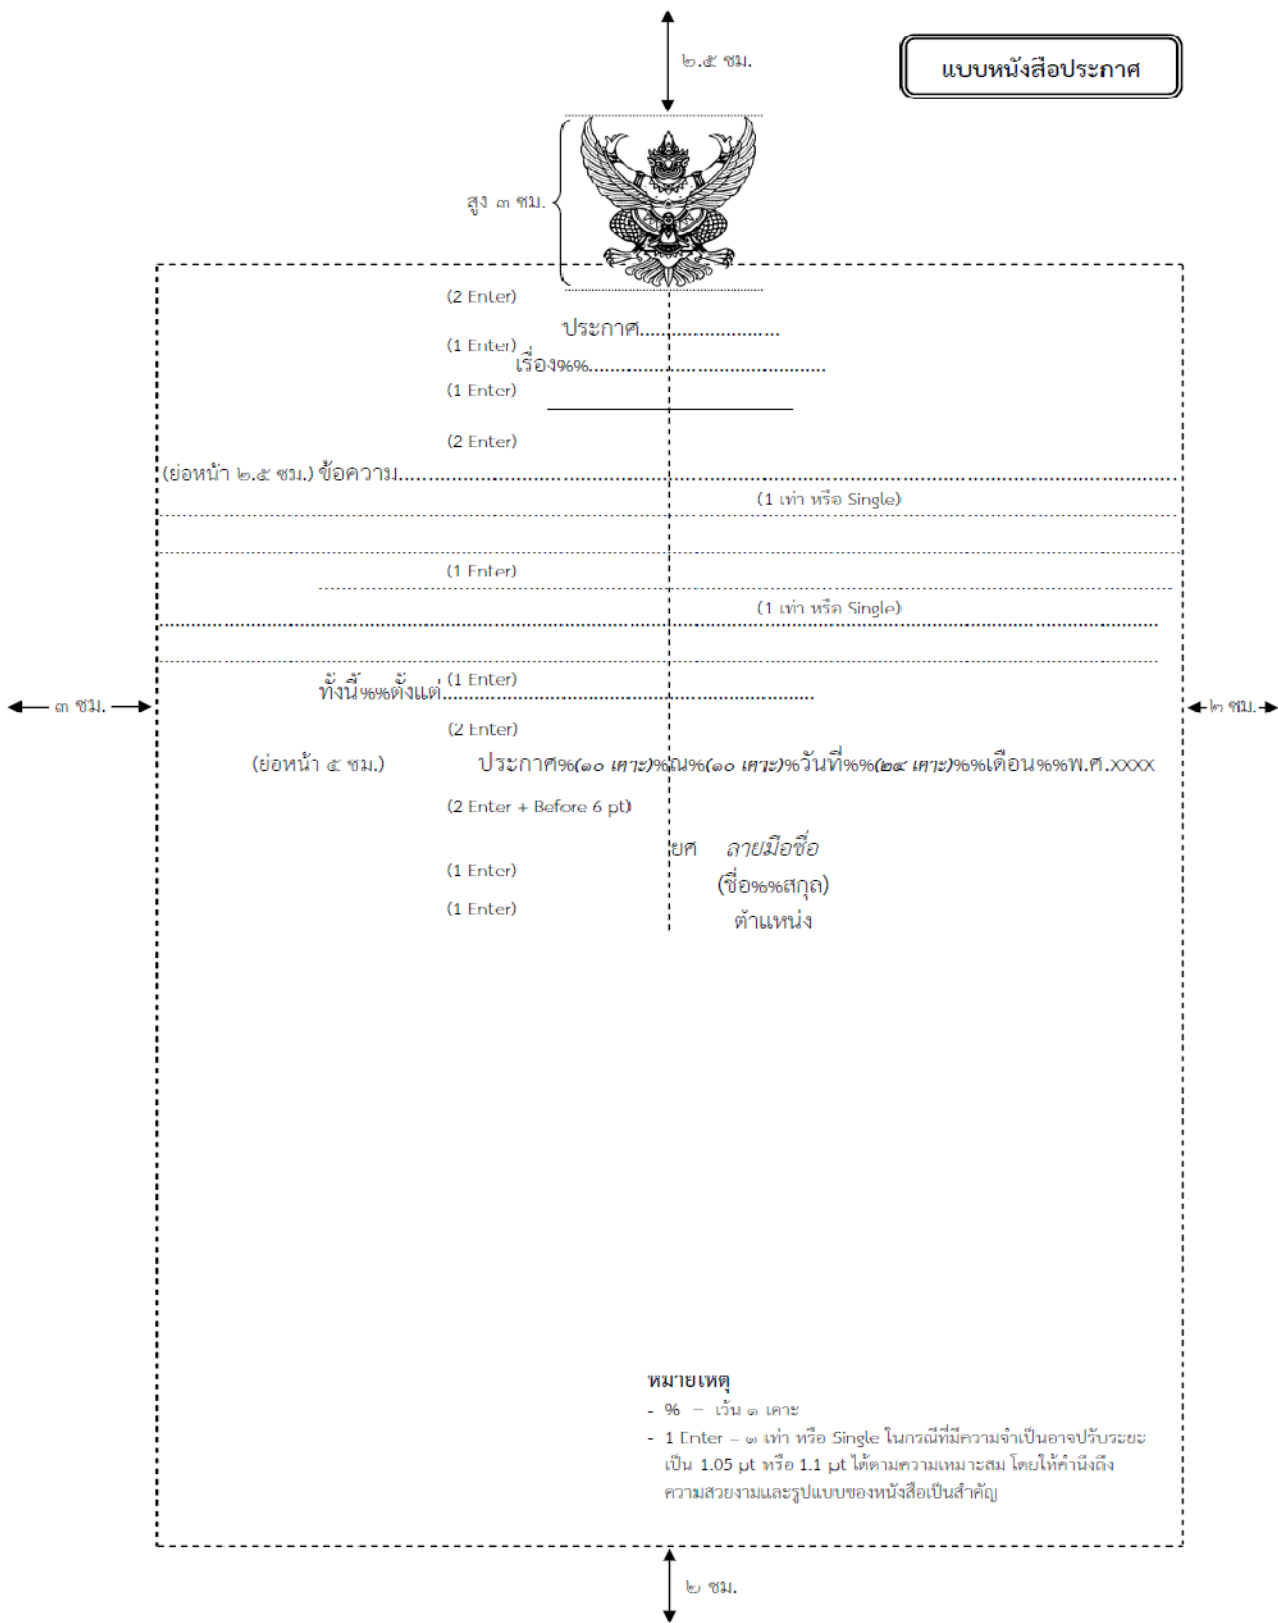 ๒.๕ ซม.
แบบหนังสือประกาศ
สูง ๓ ซม.
(2 Enter)
ประกาศ..........................
(1 Enter)
เรื่อง%%............................................
(1 Enter)
(2 Enter)
(ย่อหน้า ๒.๕ ซม.) ข้อความ................................................................................
(1 เท่า หรือ Single)
(1 Enter)
(1 เท่า หรือ Single)
(1 Enter)
ทั้งนี้%%ตั้งแต่......................................................................
๓ ซม.
๒ ซม.
(2 Enter)
(ย่อหน้า ๕ ซม.) ประกาศ%(๑๐ เคาะ)%ณ%(๑๐ เคาะ)%วันที่%%(๒๔ เคาะ)%%เดือน%%พ.ศ.xxxx
(2 Enter + Before 6 pt)
ยศ ลายมือชื่อ
(1 Enter)
(ชื่อ%%สกุล)
(1 Enter)
ตำแหน่ง
หมายเหตุ
- % – เว้น ๑ เคาะ
- 1 Enter – ๑ เท่า หรือ Single ในกรณีที่มีความจำเป็นอาจปรับระยะ
เป็น 1.05 pt หรือ 1.1 pt ได้ตามความเหมาะสม โดยให้คำนึงถึง
ความสวยงามและรูปแบบของหนังสือเป็นสำคัญ
๒ ซม.